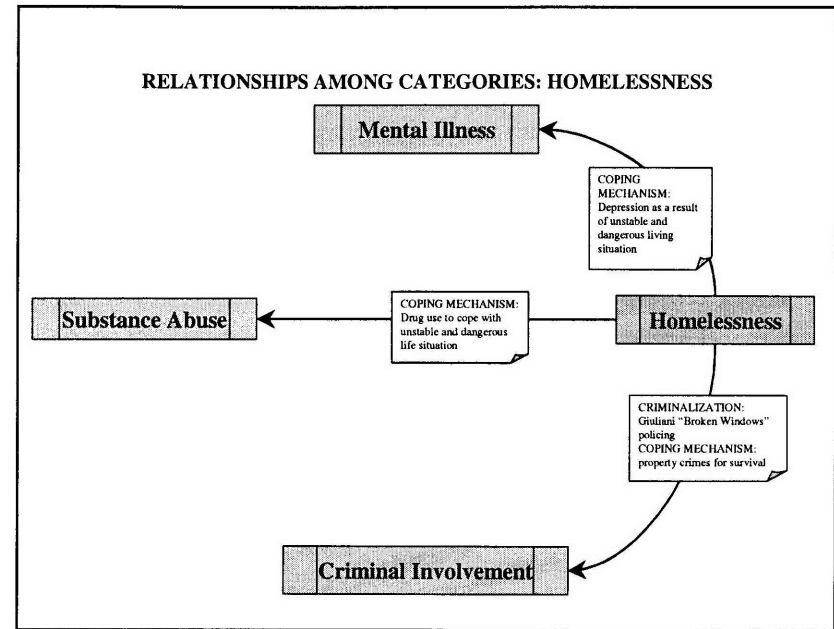 RELATIONSHIPS AMONG CATEGORIES: HOMELESSNESS
Mental Illness
COPING
MECHANISM:
Depression as a result
of unstable and
dangerous living
situation
Substance Abuse
COPING MECHANISM:
Drug use to cope with
unstable and dangerous
life situation
Homelessness
CRIMINALIZATION:
Giuliani “Broken Windows”
policing
COPING MECHANISM:
property crimes for survival
Criminal Involvement